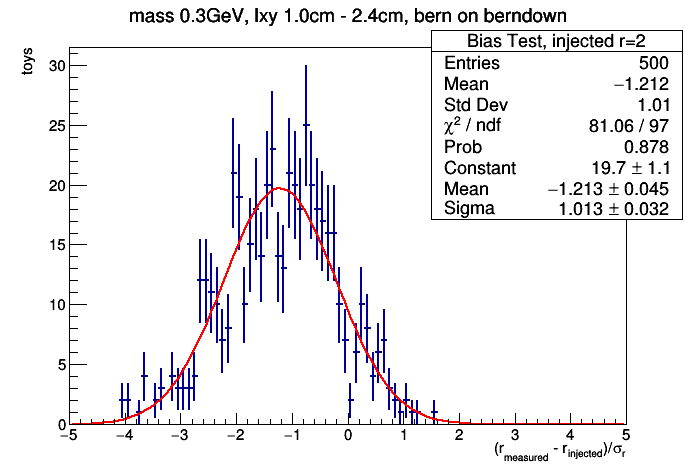 mass 0.3GeV, lxy 1.0cm - 2.4cm, bern on berndown
toys
Bias Test, injected r=2
Entries 500
Mean −1.212
Std Dev 1.01
χ² / ndf 81.06 / 97
Prob 0.878
Constant 19.7 ± 1.1
Mean −1.213 ± 0.045
Sigma 1.013 ± 0.032
30
25
20
15
10
5
0
−5 −4 −3 −2 −1 0 1 2 3 4 5
(r_measured - r_injected)/σ_r